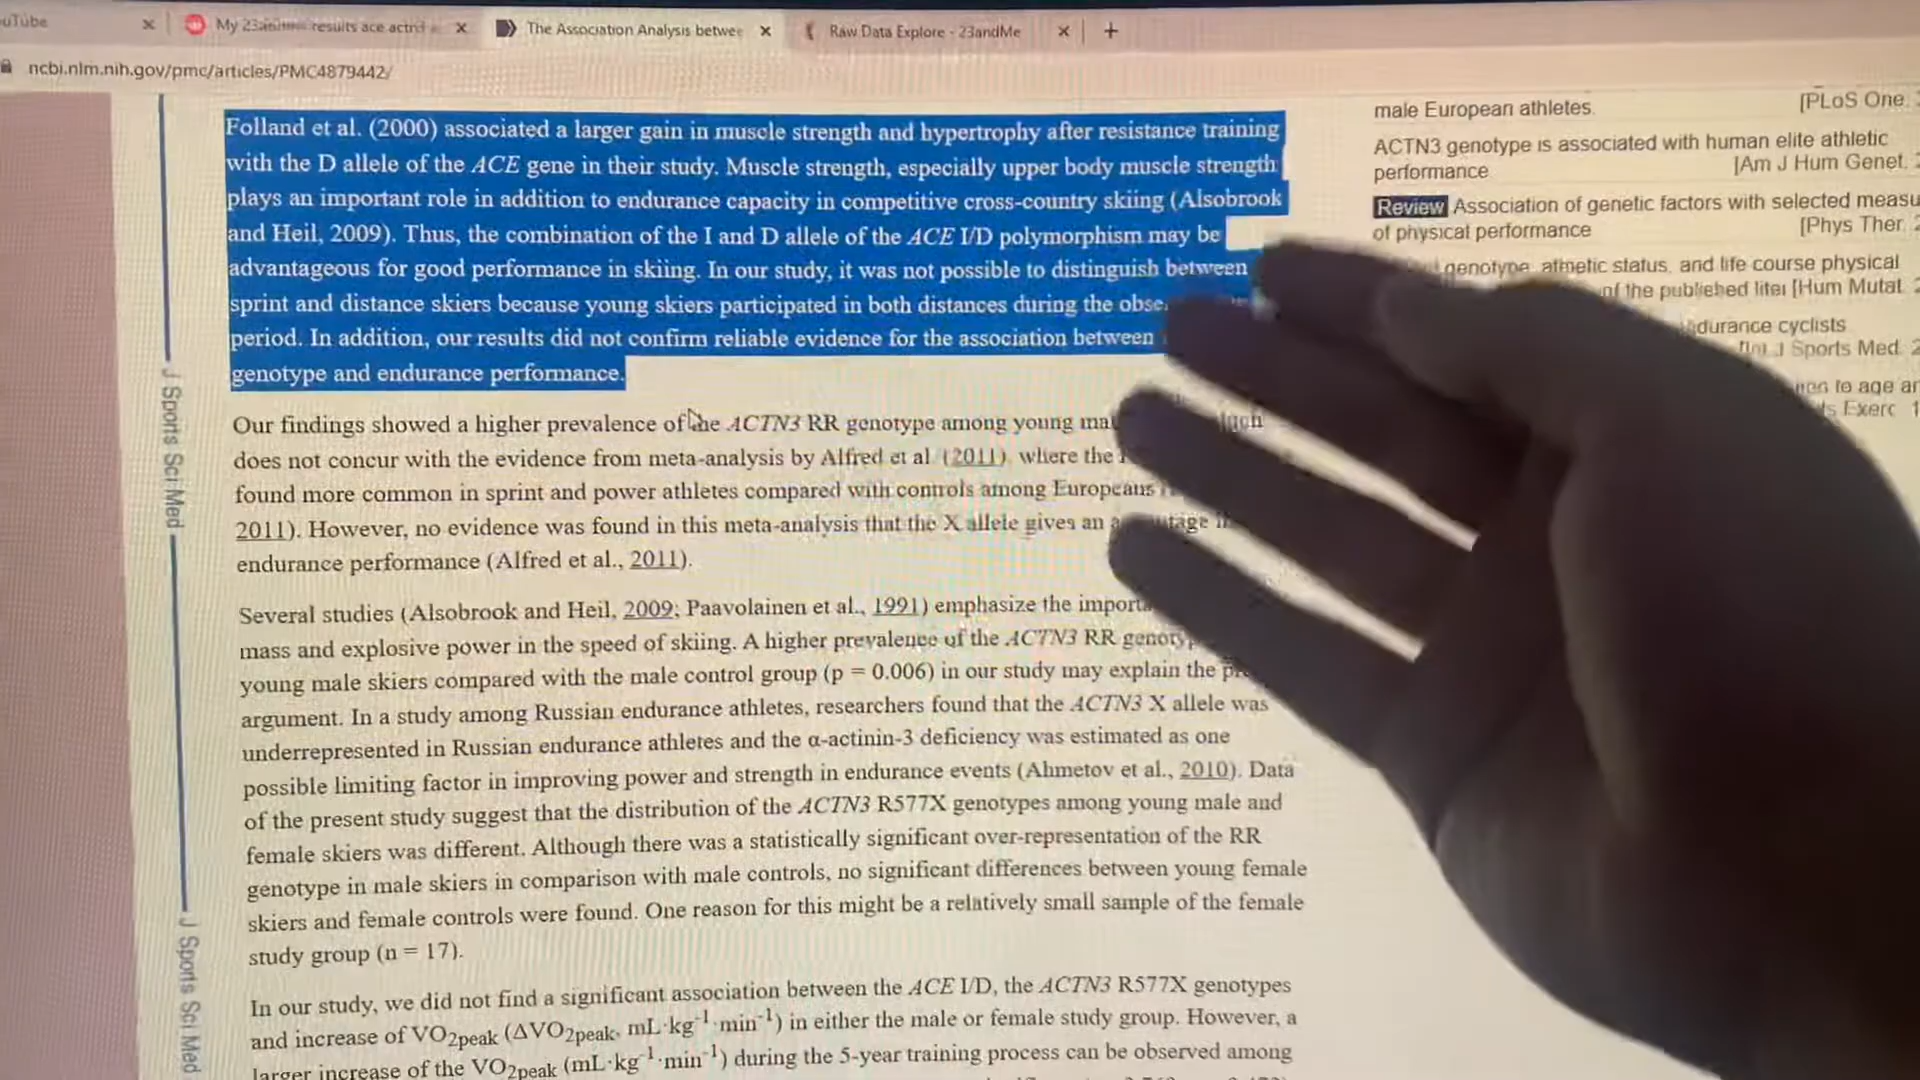 uTube
My 23andme results ace actn3
The Association Analysis betwee
Raw Data Explore - 23andMe
ncbi.nlm.nih.gov/pmc/articles/PMC4879442/
Folland et al. (2000) associated a larger gain in muscle strength and hypertrophy after resistance training
with the D allele of the ACE gene in their study. Muscle strength, especially upper body muscle strength
plays an important role in addition to endurance capacity in competitive cross-country skiing (Alsobrook
and Heil, 2009). Thus, the combination of the I and D allele of the ACE I/D polymorphism may be
advantageous for good performance in skiing. In our study, it was not possible to distinguish between
sprint and distance skiers because young skiers participated in both distances during the obse
period. In addition, our results did not confirm reliable evidence for the association between
genotype and endurance performance.
Our findings showed a higher prevalence of the ACTN3 RR genotype among young mal
does not concur with the evidence from meta-analysis by Alfred et al. (2011), where the
found more common in sprint and power athletes compared with controls among Europeans
2011). However, no evidence was found in this meta-analysis that the X allele gives an
endurance performance (Alfred et al., 2011).
Several studies (Alsobrook and Heil, 2009; Paavolainen et al., 1991) emphasize the importa
mass and explosive power in the speed of skiing. A higher prevalence of the ACTN3 RR genotyp
young male skiers compared with the male control group (p = 0.006) in our study may explain the
argument. In a study among Russian endurance athletes, researchers found that the ACTN3 X allele was
underrepresented in Russian endurance athletes and the α-actinin-3 deficiency was estimated as one
possible limiting factor in improving power and strength in endurance events (Ahmetov et al., 2010). Data
of the present study suggest that the distribution of the ACTN3 R577X genotypes among young male and
female skiers was different. Although there was a statistically significant over-representation of the RR
genotype in male skiers in comparison with male controls, no significant differences between young female
skiers and female controls were found. One reason for this might be a relatively small sample of the female
study group (n = 17).
In our study, we did not find a significant association between the ACE I/D, the ACTN3 R577X genotypes
and increase of VO2peak (ΔVO2peak, mL·kg-1·min-1) in either the male or female study group. However, a
larger increase of the VO2peak (mL·kg-1·min-1) during the 5-year training process can be observed among
J Sports Sci Med
J Sports Sci Med
male European athletes. [PLoS One. 2
ACTN3 genotype is associated with human elite athletic
performance [Am J Hum Genet. 2
Review Association of genetic factors with selected measu
of physical performance [Phys Ther. 2
genotype, athletic status, and life course physical
of the published liter [Hum Mutat. 2
durance cyclists
J Sports Med. 2
to age an
Exerc 1